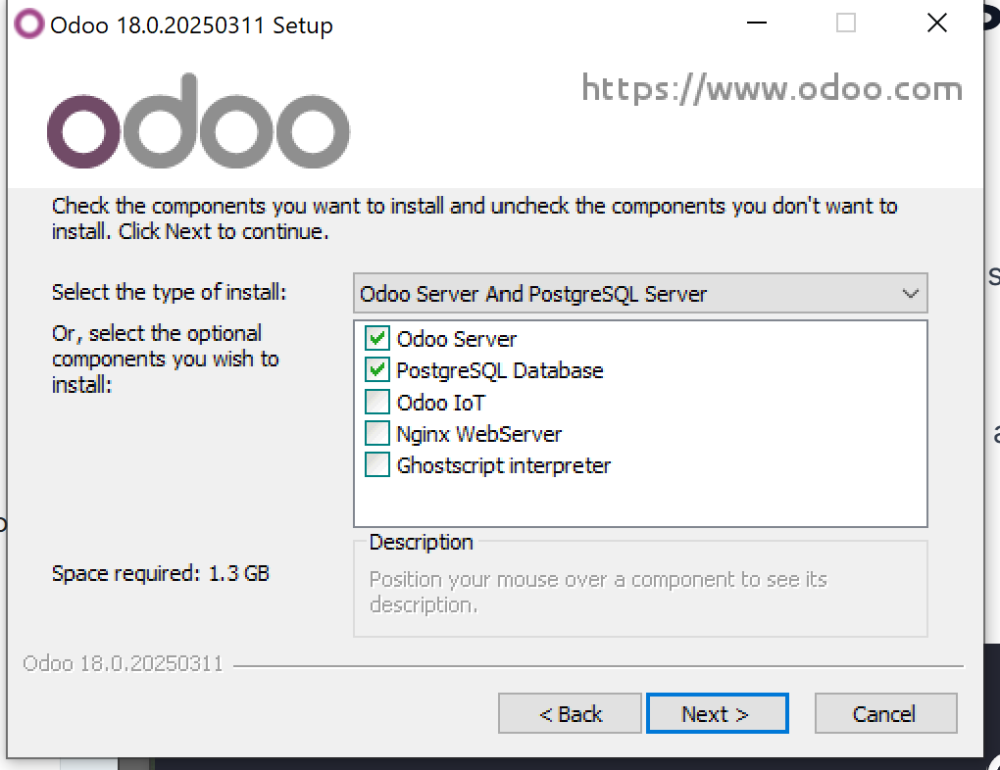 Odoo 18.0.20250311 Setup
odoo
https://www.odoo.com
Check the components you want to install and uncheck the components you don't want to
install. Click Next to continue.
Select the type of install:
Odoo Server And PostgreSQL Server
Or, select the optional
components you wish to
install:
Odoo Server
PostgreSQL Database
Odoo IoT
Nginx WebServer
Ghostscript interpreter
Space required: 1.3 GB
Description
Position your mouse over a component to see its
description.
Odoo 18.0.20250311
< Back
Next >
Cancel